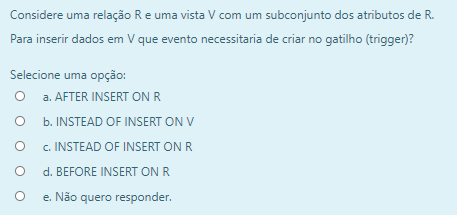 Considere uma relação R e uma vista V com um subconjunto dos atributos de R.
Para inserir dados em V que evento necessitaria de criar no gatilho (trigger)?
Selecione uma opção:
a. AFTER INSERT ON R
b. INSTEAD OF INSERT ON V
c. INSTEAD OF INSERT ON R
d. BEFORE INSERT ON R
e. Não quero responder.